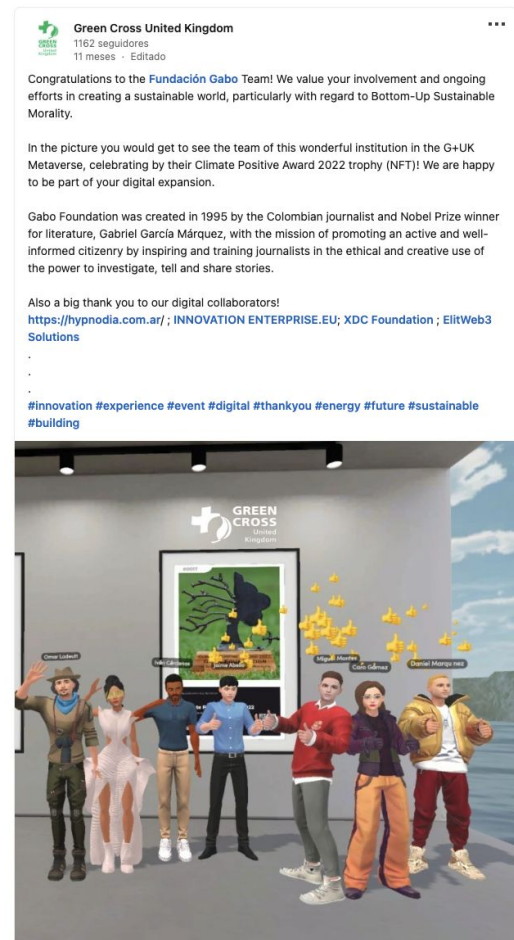 Green Cross United Kingdom
1162 seguidores
11 meses · Editado
Congratulations to the Fundación Gabo Team! We value your involvement and ongoing
efforts in creating a sustainable world, particularly with regard to Bottom-Up Sustainable
Morality.
In the picture you would get to see the team of this wonderful institution in the G+UK
Metaverse, celebrating by their Climate Positive Award 2022 trophy (NFT)! We are happy
to be part of your digital expansion.
Gabo Foundation was created in 1995 by the Colombian journalist and Nobel Prize winner
for literature, Gabriel García Márquez, with the mission of promoting an active and well-
informed citizenry by inspiring and training journalists in the ethical and creative use of
the power to investigate, tell and share stories.
Also a big thank you to our digital collaborators!
https://hypnodia.com.ar/ ; INNOVATION ENTERPRISE.EU; XDC Foundation ; ElitWeb3
Solutions
.
.
.
#innovation #experience #event #digital #thankyou #energy #future #sustainable
#building
GREEN
CROSS
United
Kingdom
Jaime Abello
Omar Lodeult
Iván Cárdenas
Miguel Montes
Caro Gómez
Daniel Marqu nez